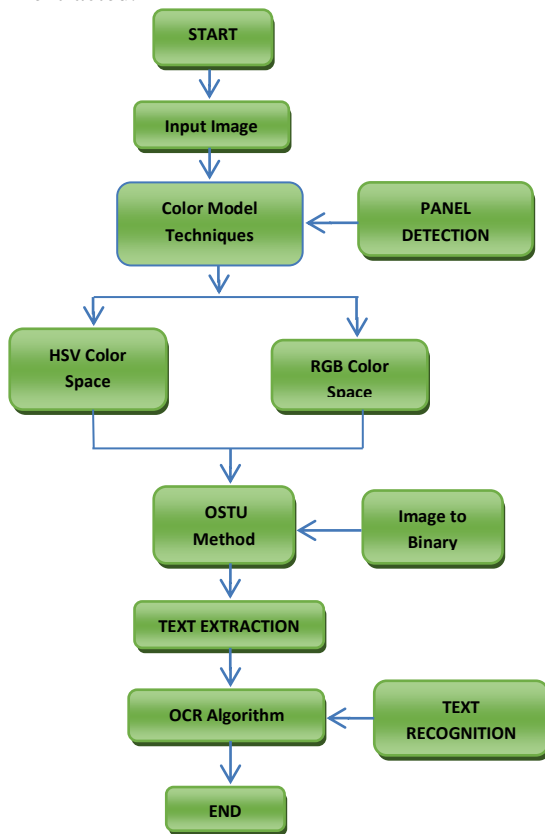 START
Input Image
Color Model
Techniques
PANEL
DETECTION
HSV Color
Space
RGB Color
Space
OSTU
Method
Image to
Binary
TEXT EXTRACTION
OCR Algorithm
TEXT
RECOGNITION
END